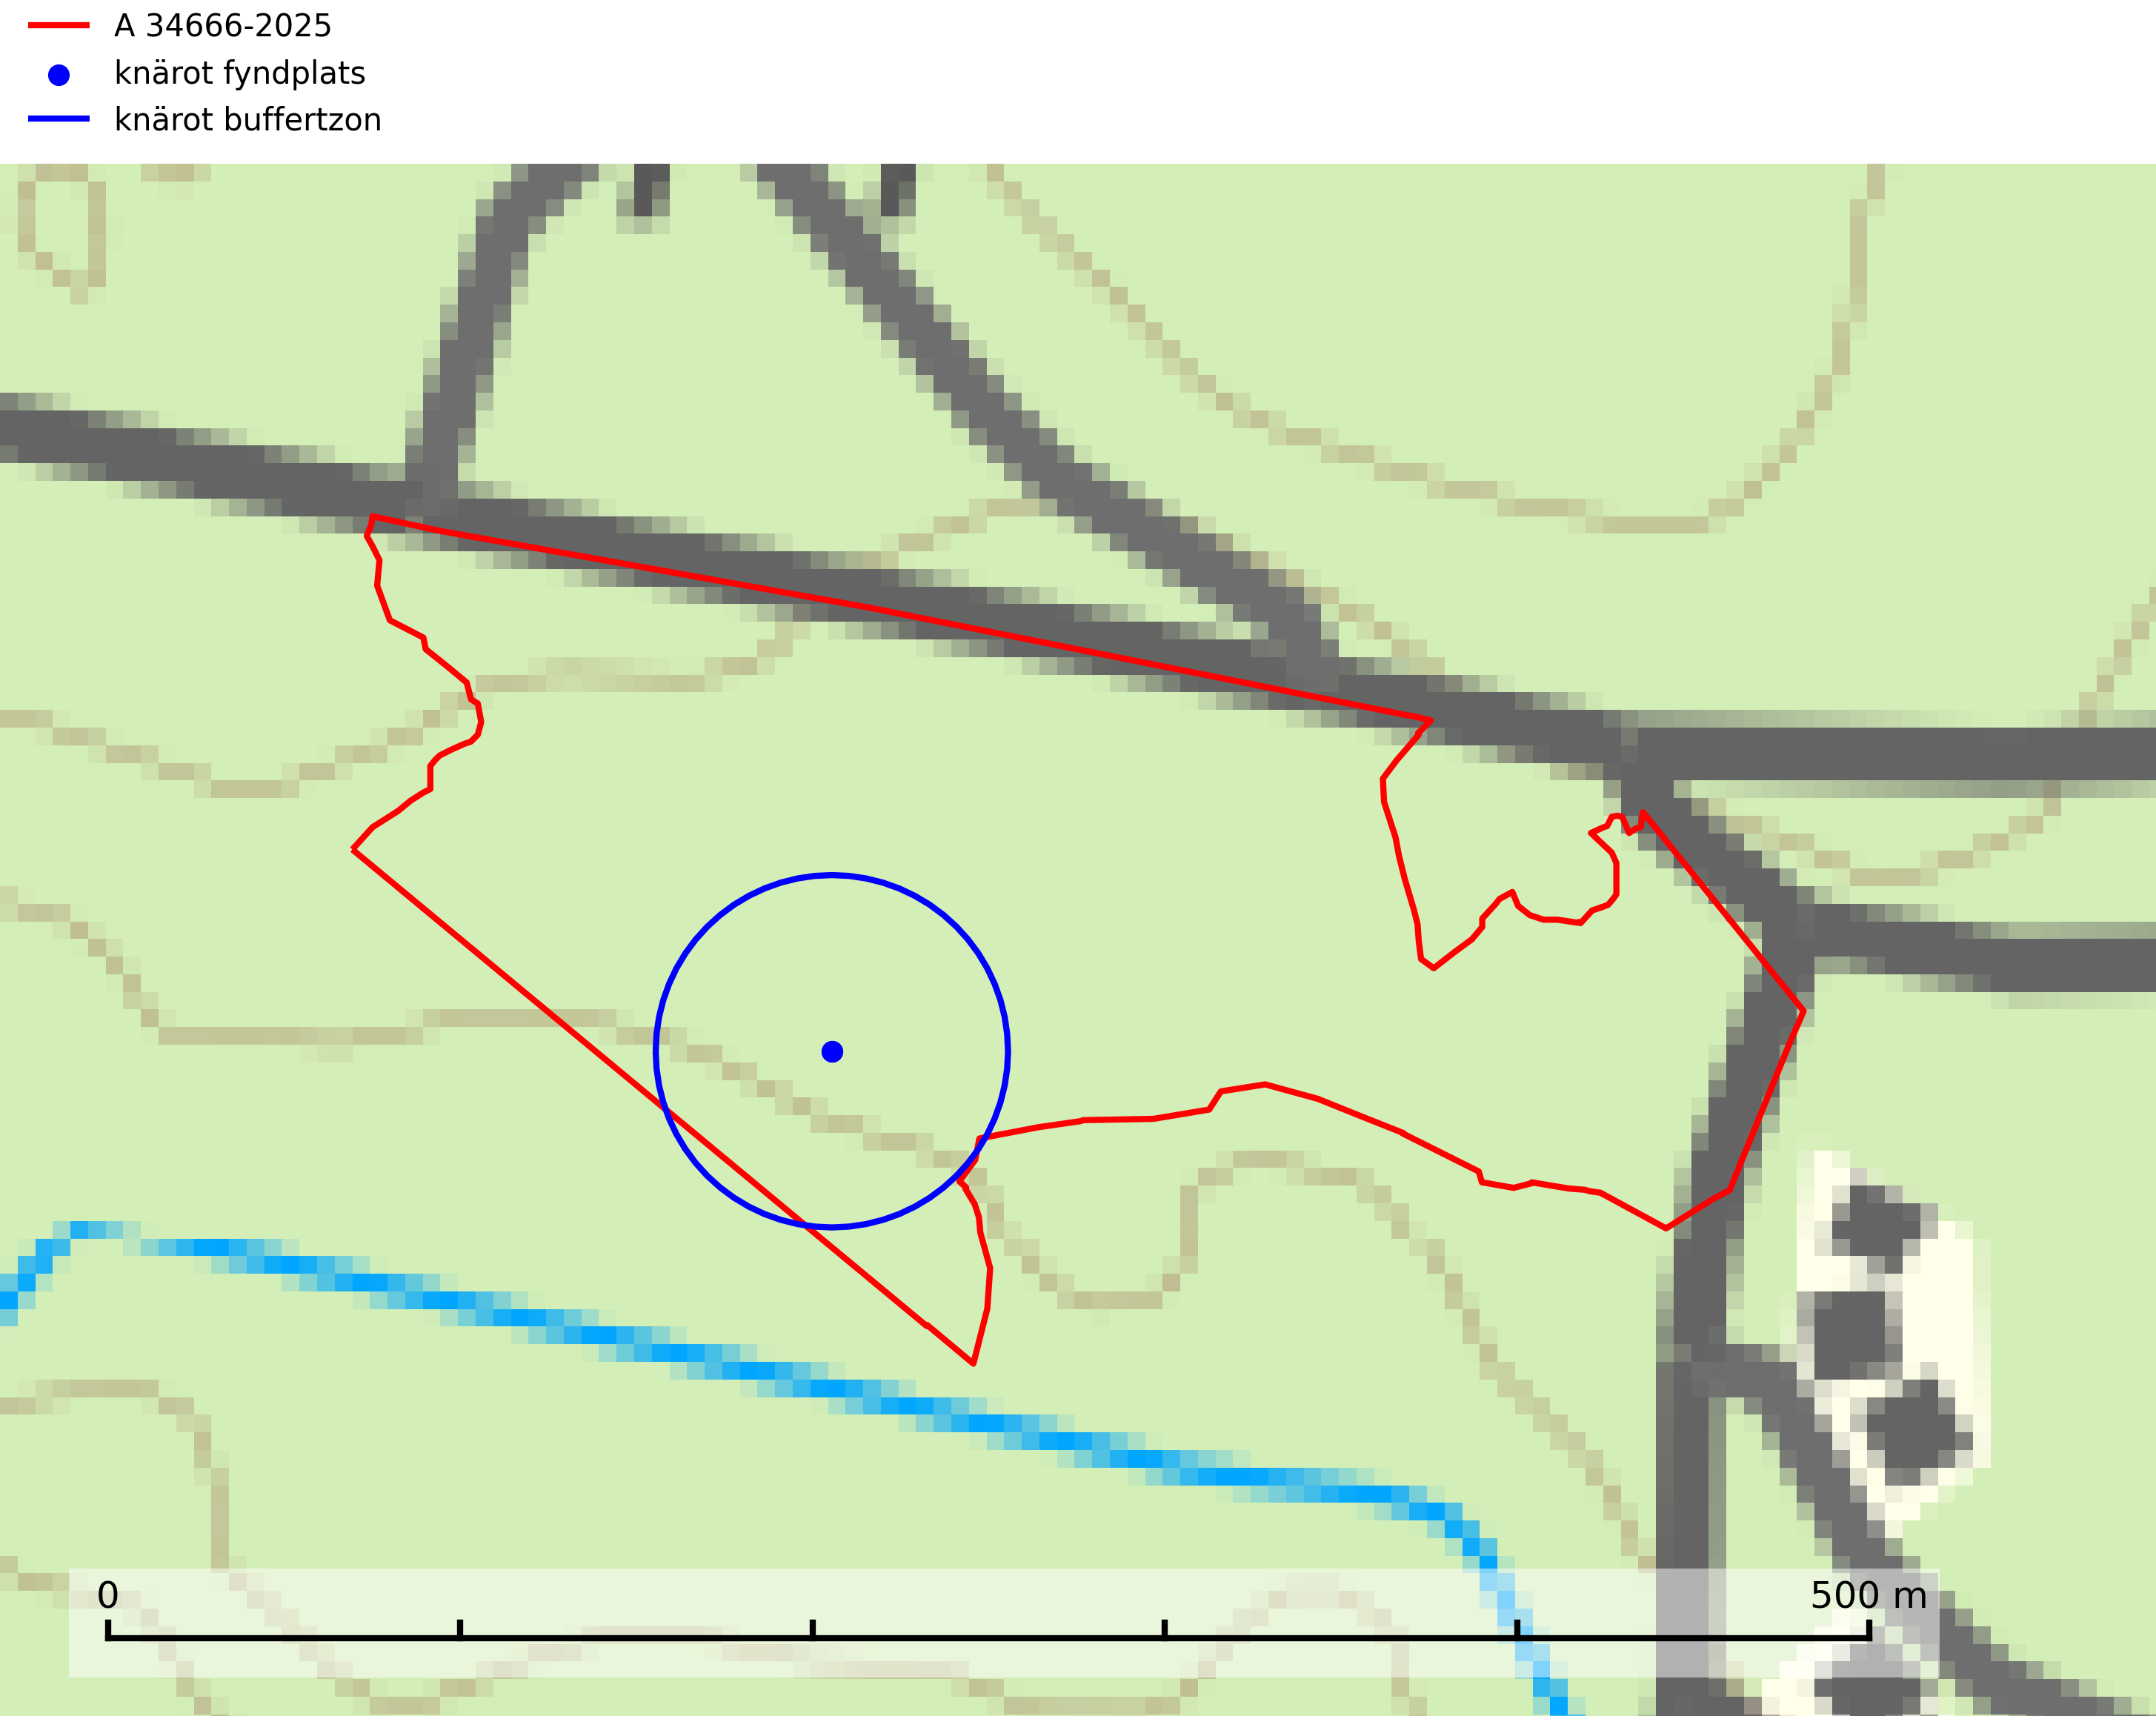 A 34666-2025
knärot fyndplats
knärot buffertzon
0
500 m